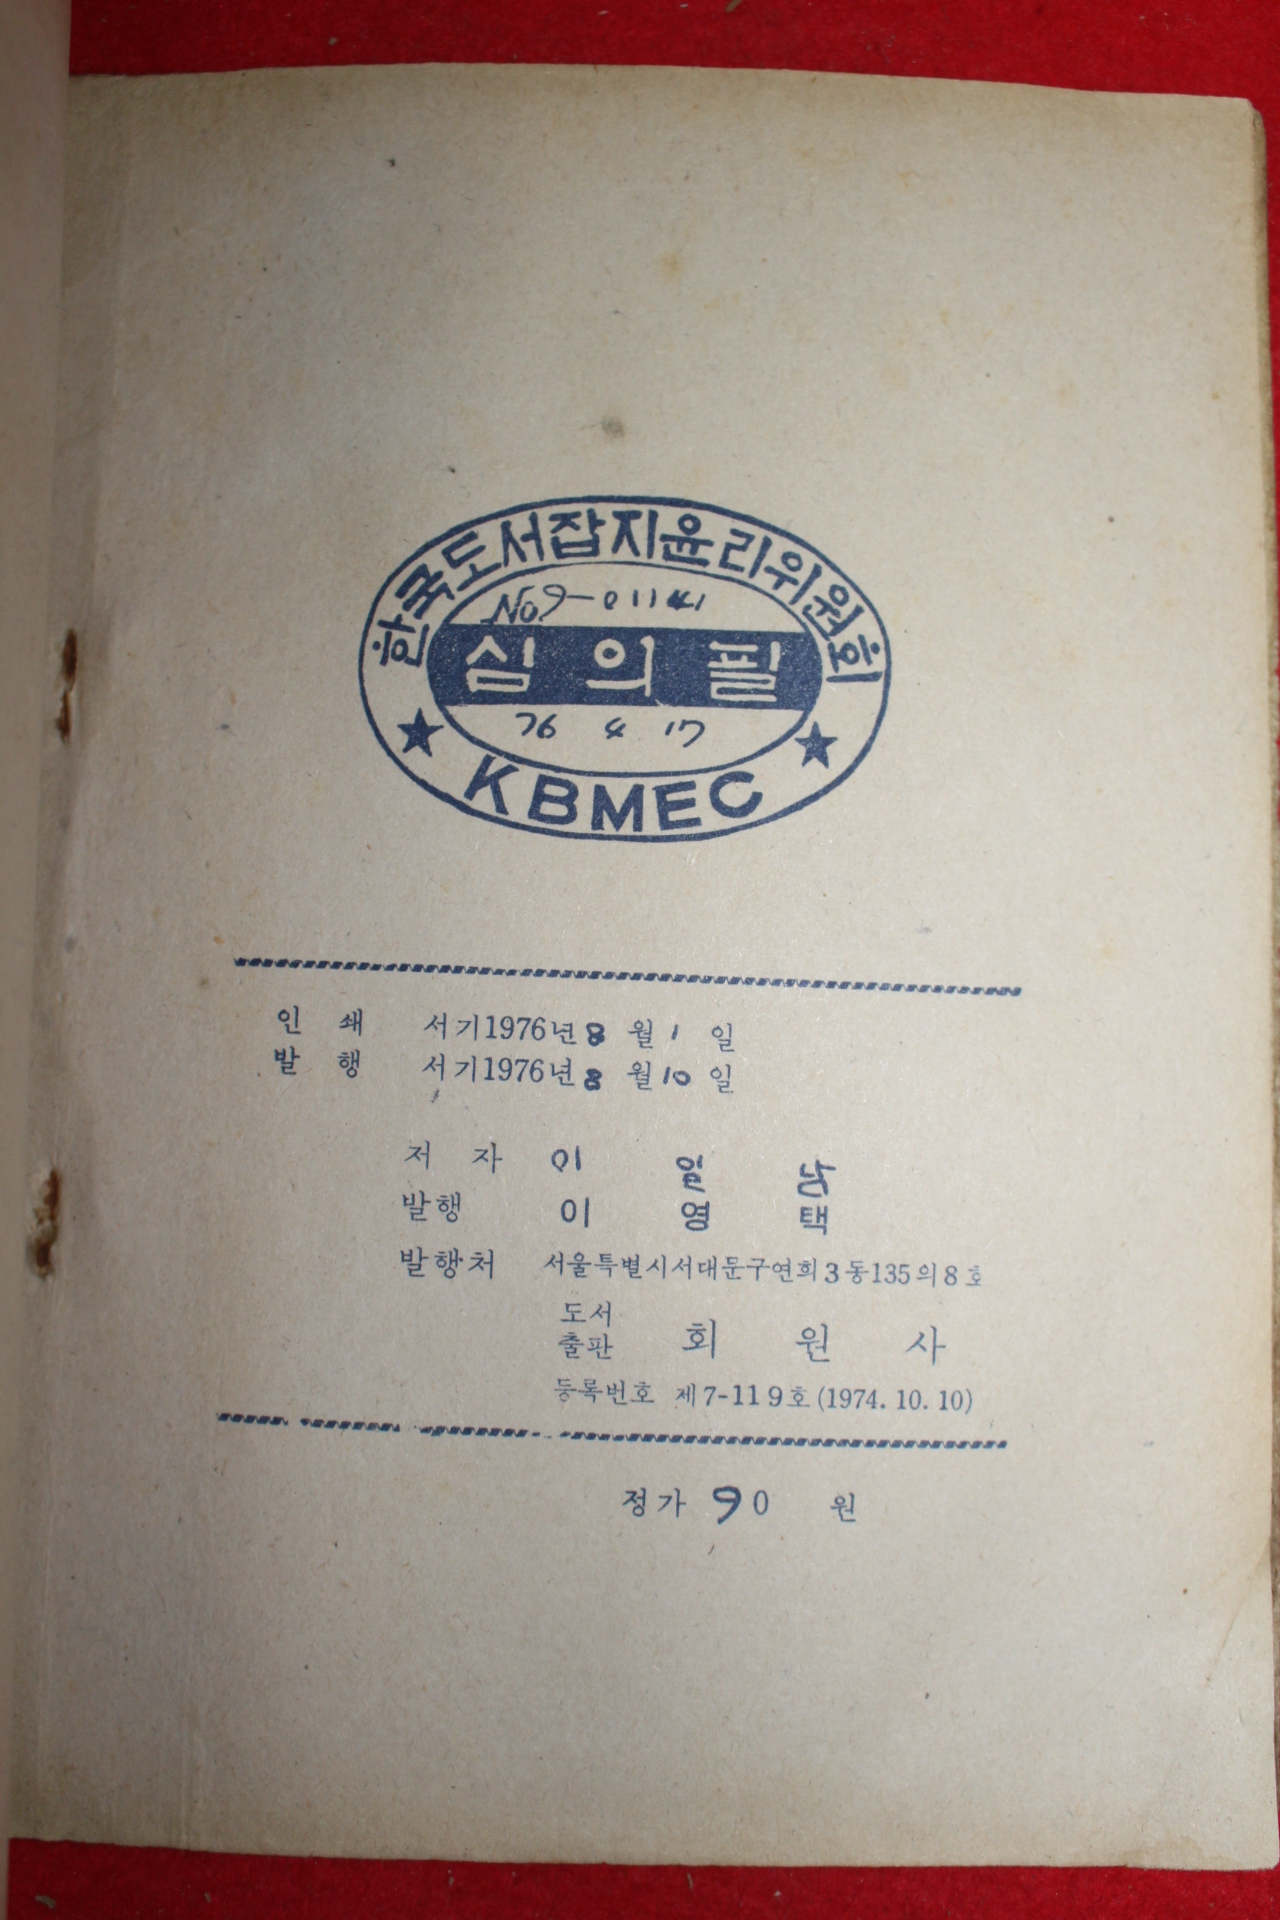 한국도서잡지윤리위원회
No9-01141
심의필
76 4 17
★ KBMEC ★
인 쇄 서기1976년 8 월 1 일
발 행 서기1976년 8 월 10 일
저 자 이 일 남
발행 이 영 택
발행처 서울특별시서대문구연희3동135의8호
도서
출판 회 원 사
등록번호 제7-119호(1974. 10. 10)
정가 90 원